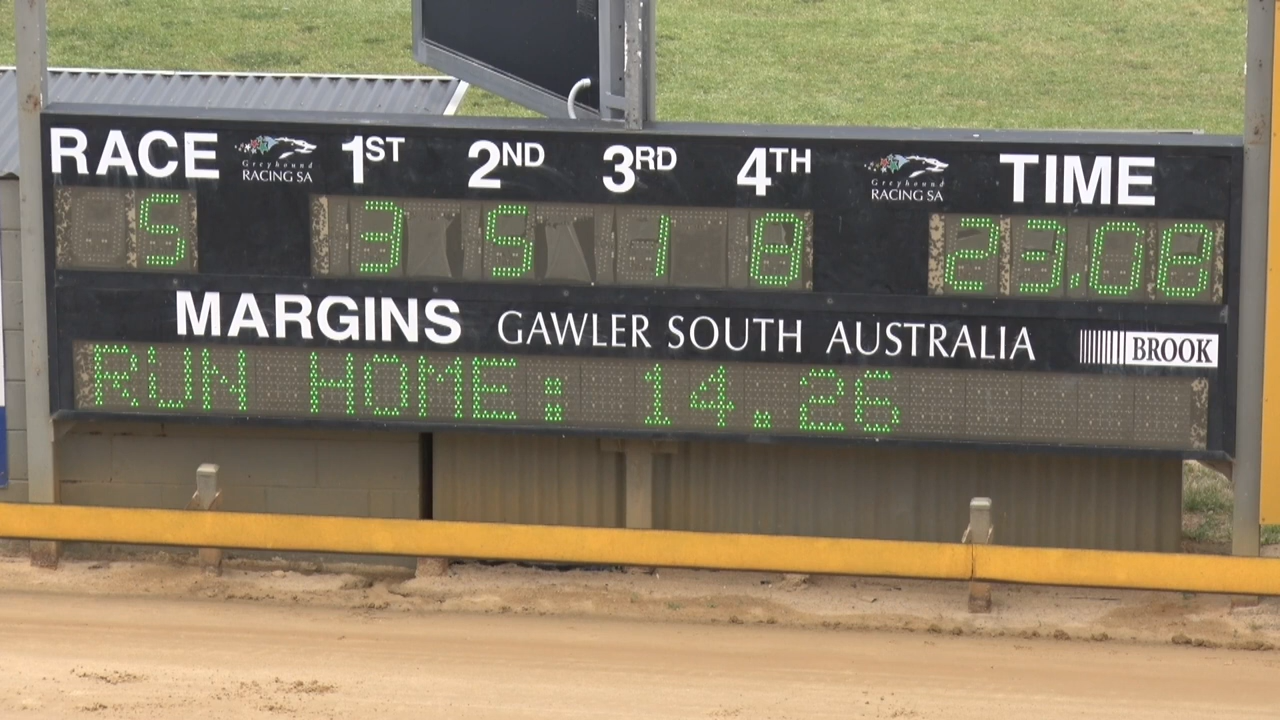 RACE Greyhound RACING SA 1ST 2ND 3RD 4TH Greyhound RACING SA TIME
5 3 5 1 8 23.08
MARGINS GAWLER SOUTH AUSTRALIA BROOK
RUN HOME: 14.26